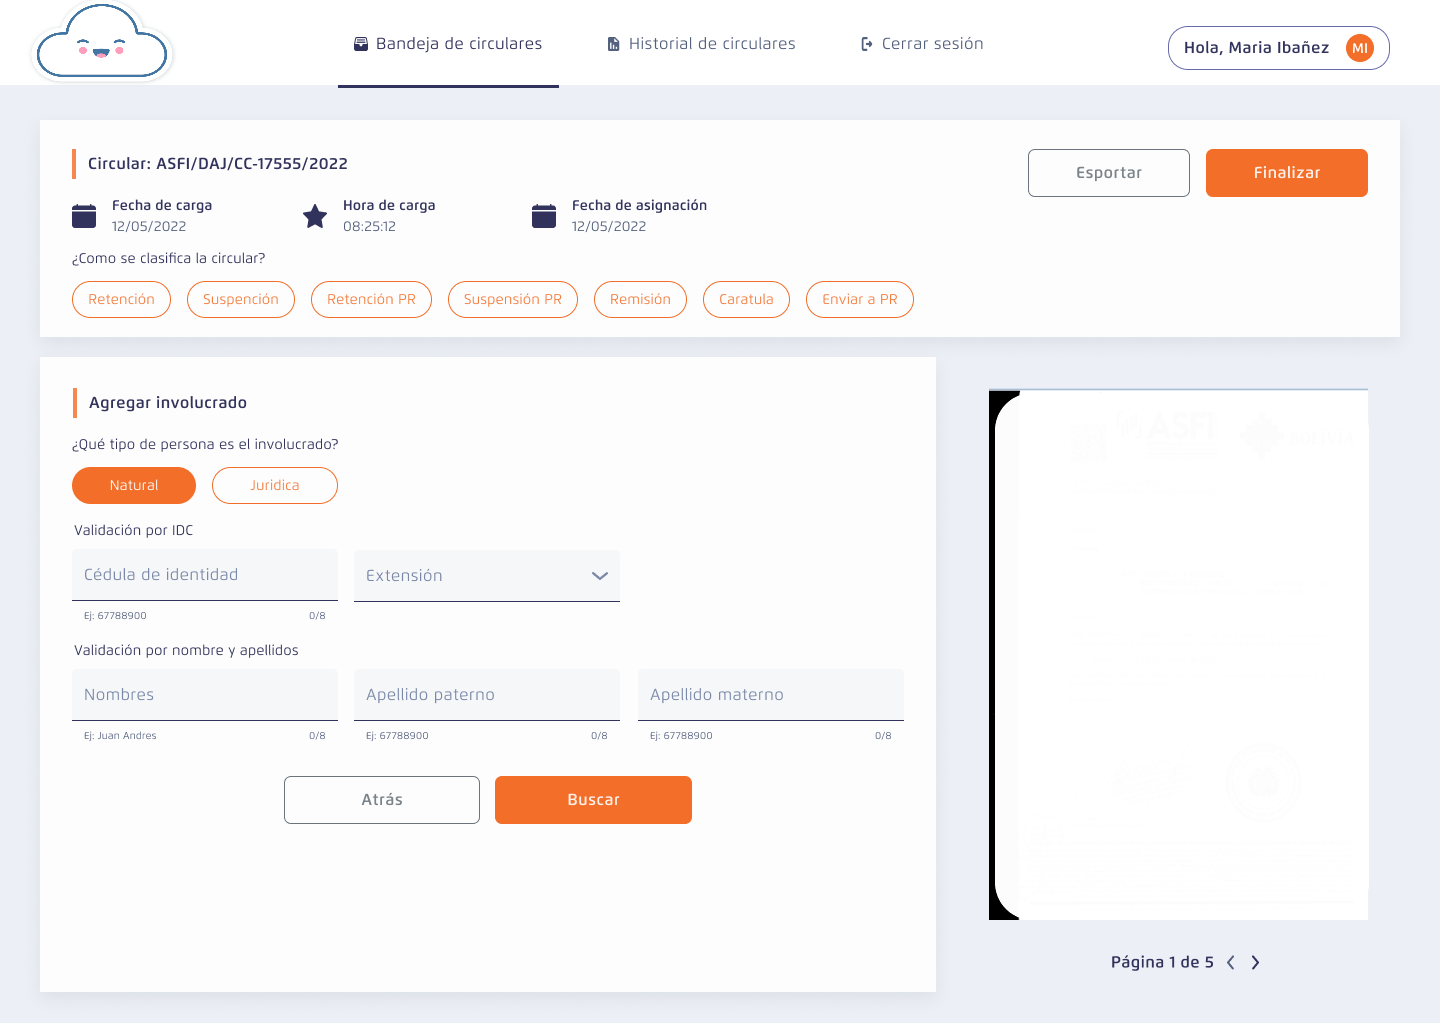 Bandeja de circulares
Historial de circulares
Cerrar sesión
Hola, Maria Ibañez
MI
Circular: ASFI/DAJ/CC-17555/2022
Esportar
Finalizar
Fecha de carga
12/05/2022
Hora de carga
08:25:12
Fecha de asignación
12/05/2022
¿Como se clasifica la circular?
Retención
Suspención
Retención PR
Suspensión PR
Remisión
Caratula
Enviar a PR
Agregar involucrado
¿Qué tipo de persona es el involucrado?
Natural
Juridica
Validación por IDC
Cédula de identidad
Extensión
Ej: 67788900
0/8
Validación por nombre y apellidos
Nombres
Apellido paterno
Apellido materno
Ej: Juan Andres
0/8
Ej: 67788900
0/8
Ej: 67788900
0/8
Atrás
Buscar
ASFI
Página 1 de 5